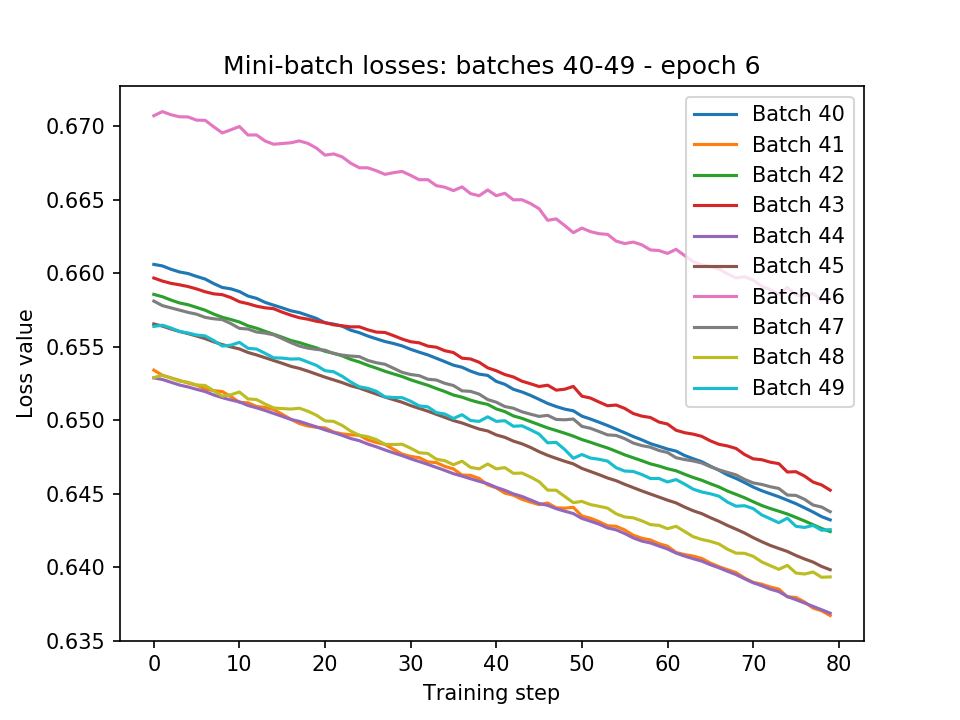 Mini-batch losses: batches 40-49 - epoch 6
Loss value
0.670
0.665
0.660
0.655
0.650
0.645
0.640
0.635
Batch 40
Batch 41
Batch 42
Batch 43
Batch 44
Batch 45
Batch 46
Batch 47
Batch 48
Batch 49
0 10 20 30 40 50 60 70 80
Training step